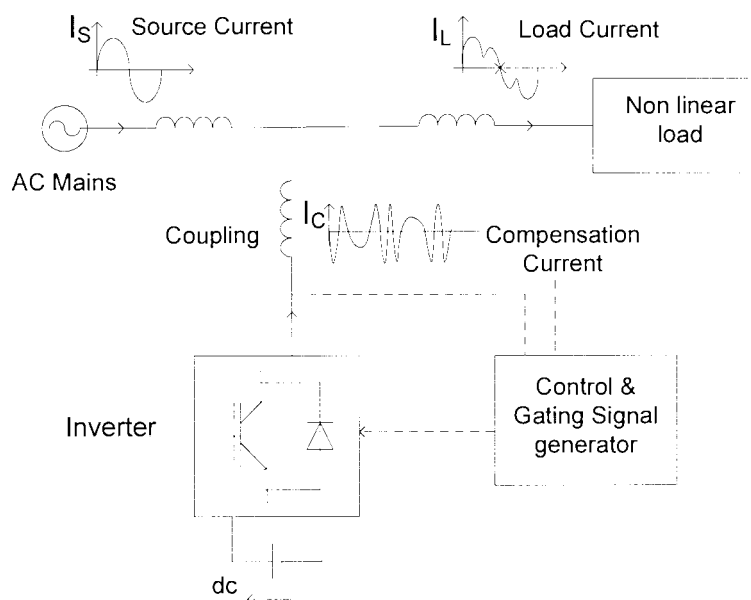 I_S Source Current
I_L Load Current
Non linear
load
AC Mains
Coupling
I_C
Compensation
Current
Control &
Gating Signal
generator
Inverter
dc